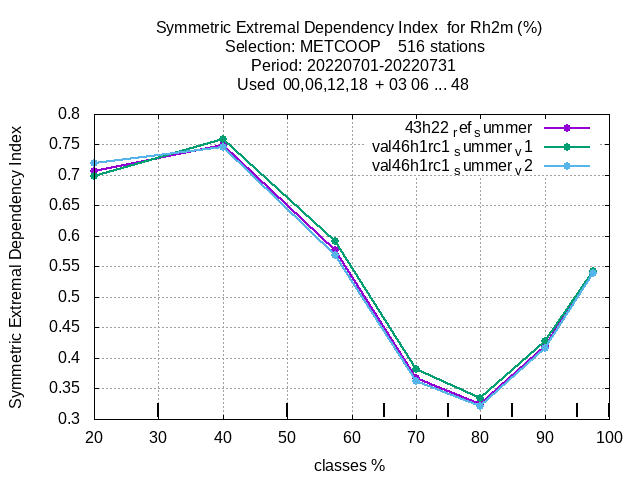 Symmetric Extremal Dependency Index  for Rh2m (%)
Selection: METCOOP    516 stations
Period: 20220701-20220731
Used  00,06,12,18  + 03 06 ... 48
43h22 ref summer
val46h1rc1 summer v1
val46h1rc1 summer v2
Symmetric Extremal Dependency Index
0.8
0.75
0.7
0.65
0.6
0.55
0.5
0.45
0.4
0.35
0.3
20 30 40 50 60 70 80 90 100
classes %